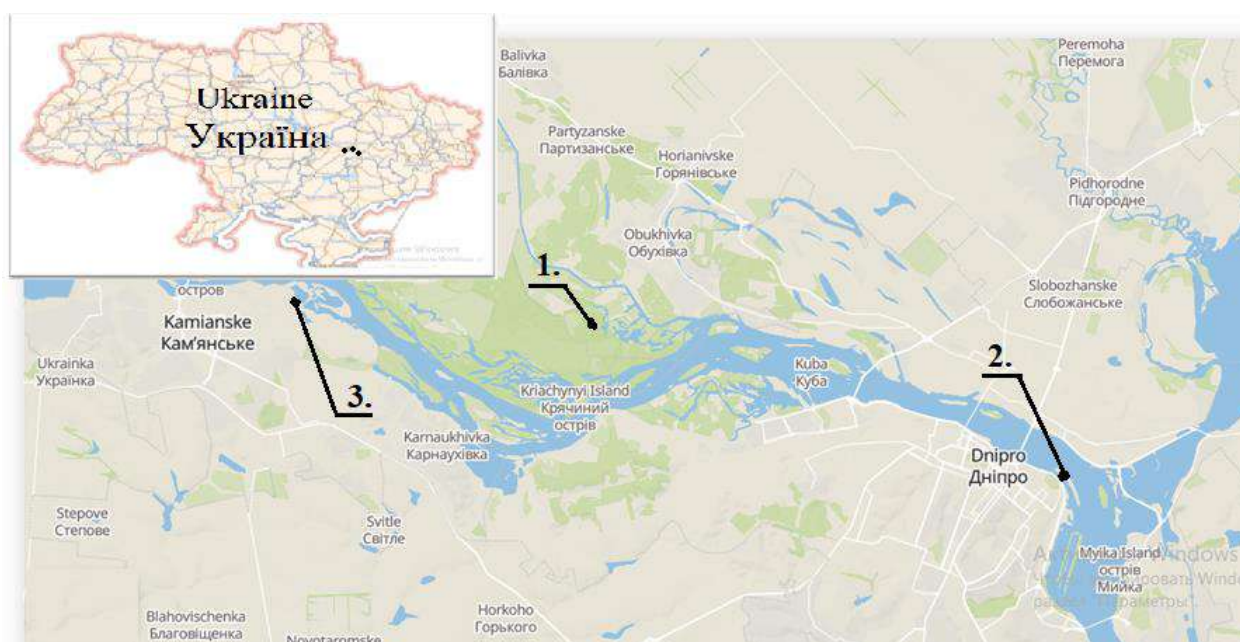 Ukraine
Україна
Balivka
Балівка
Peremoha
Перемога
Partyzanske
Партизанське
Horianivske
Горянівське
Pidhorodne
Підгородне
Obukhivka
Обухівка
1.
Slobozhanske
Слобожанське
острів
Kamianske
Кам'янське
Ukrainka
Українка
3.
Kriachynyi Island
Крячиний
острів
Kuba
Куба
2.
Karnaukhivka
Карнаухівка
Dnipro
Дніпро
Stepove
Степове
Svitle
Світле
Myika Island
острів
Мийка
Windows
Blahovischenka
Благовіщенка
Horkoho
Горького
Novotaromske